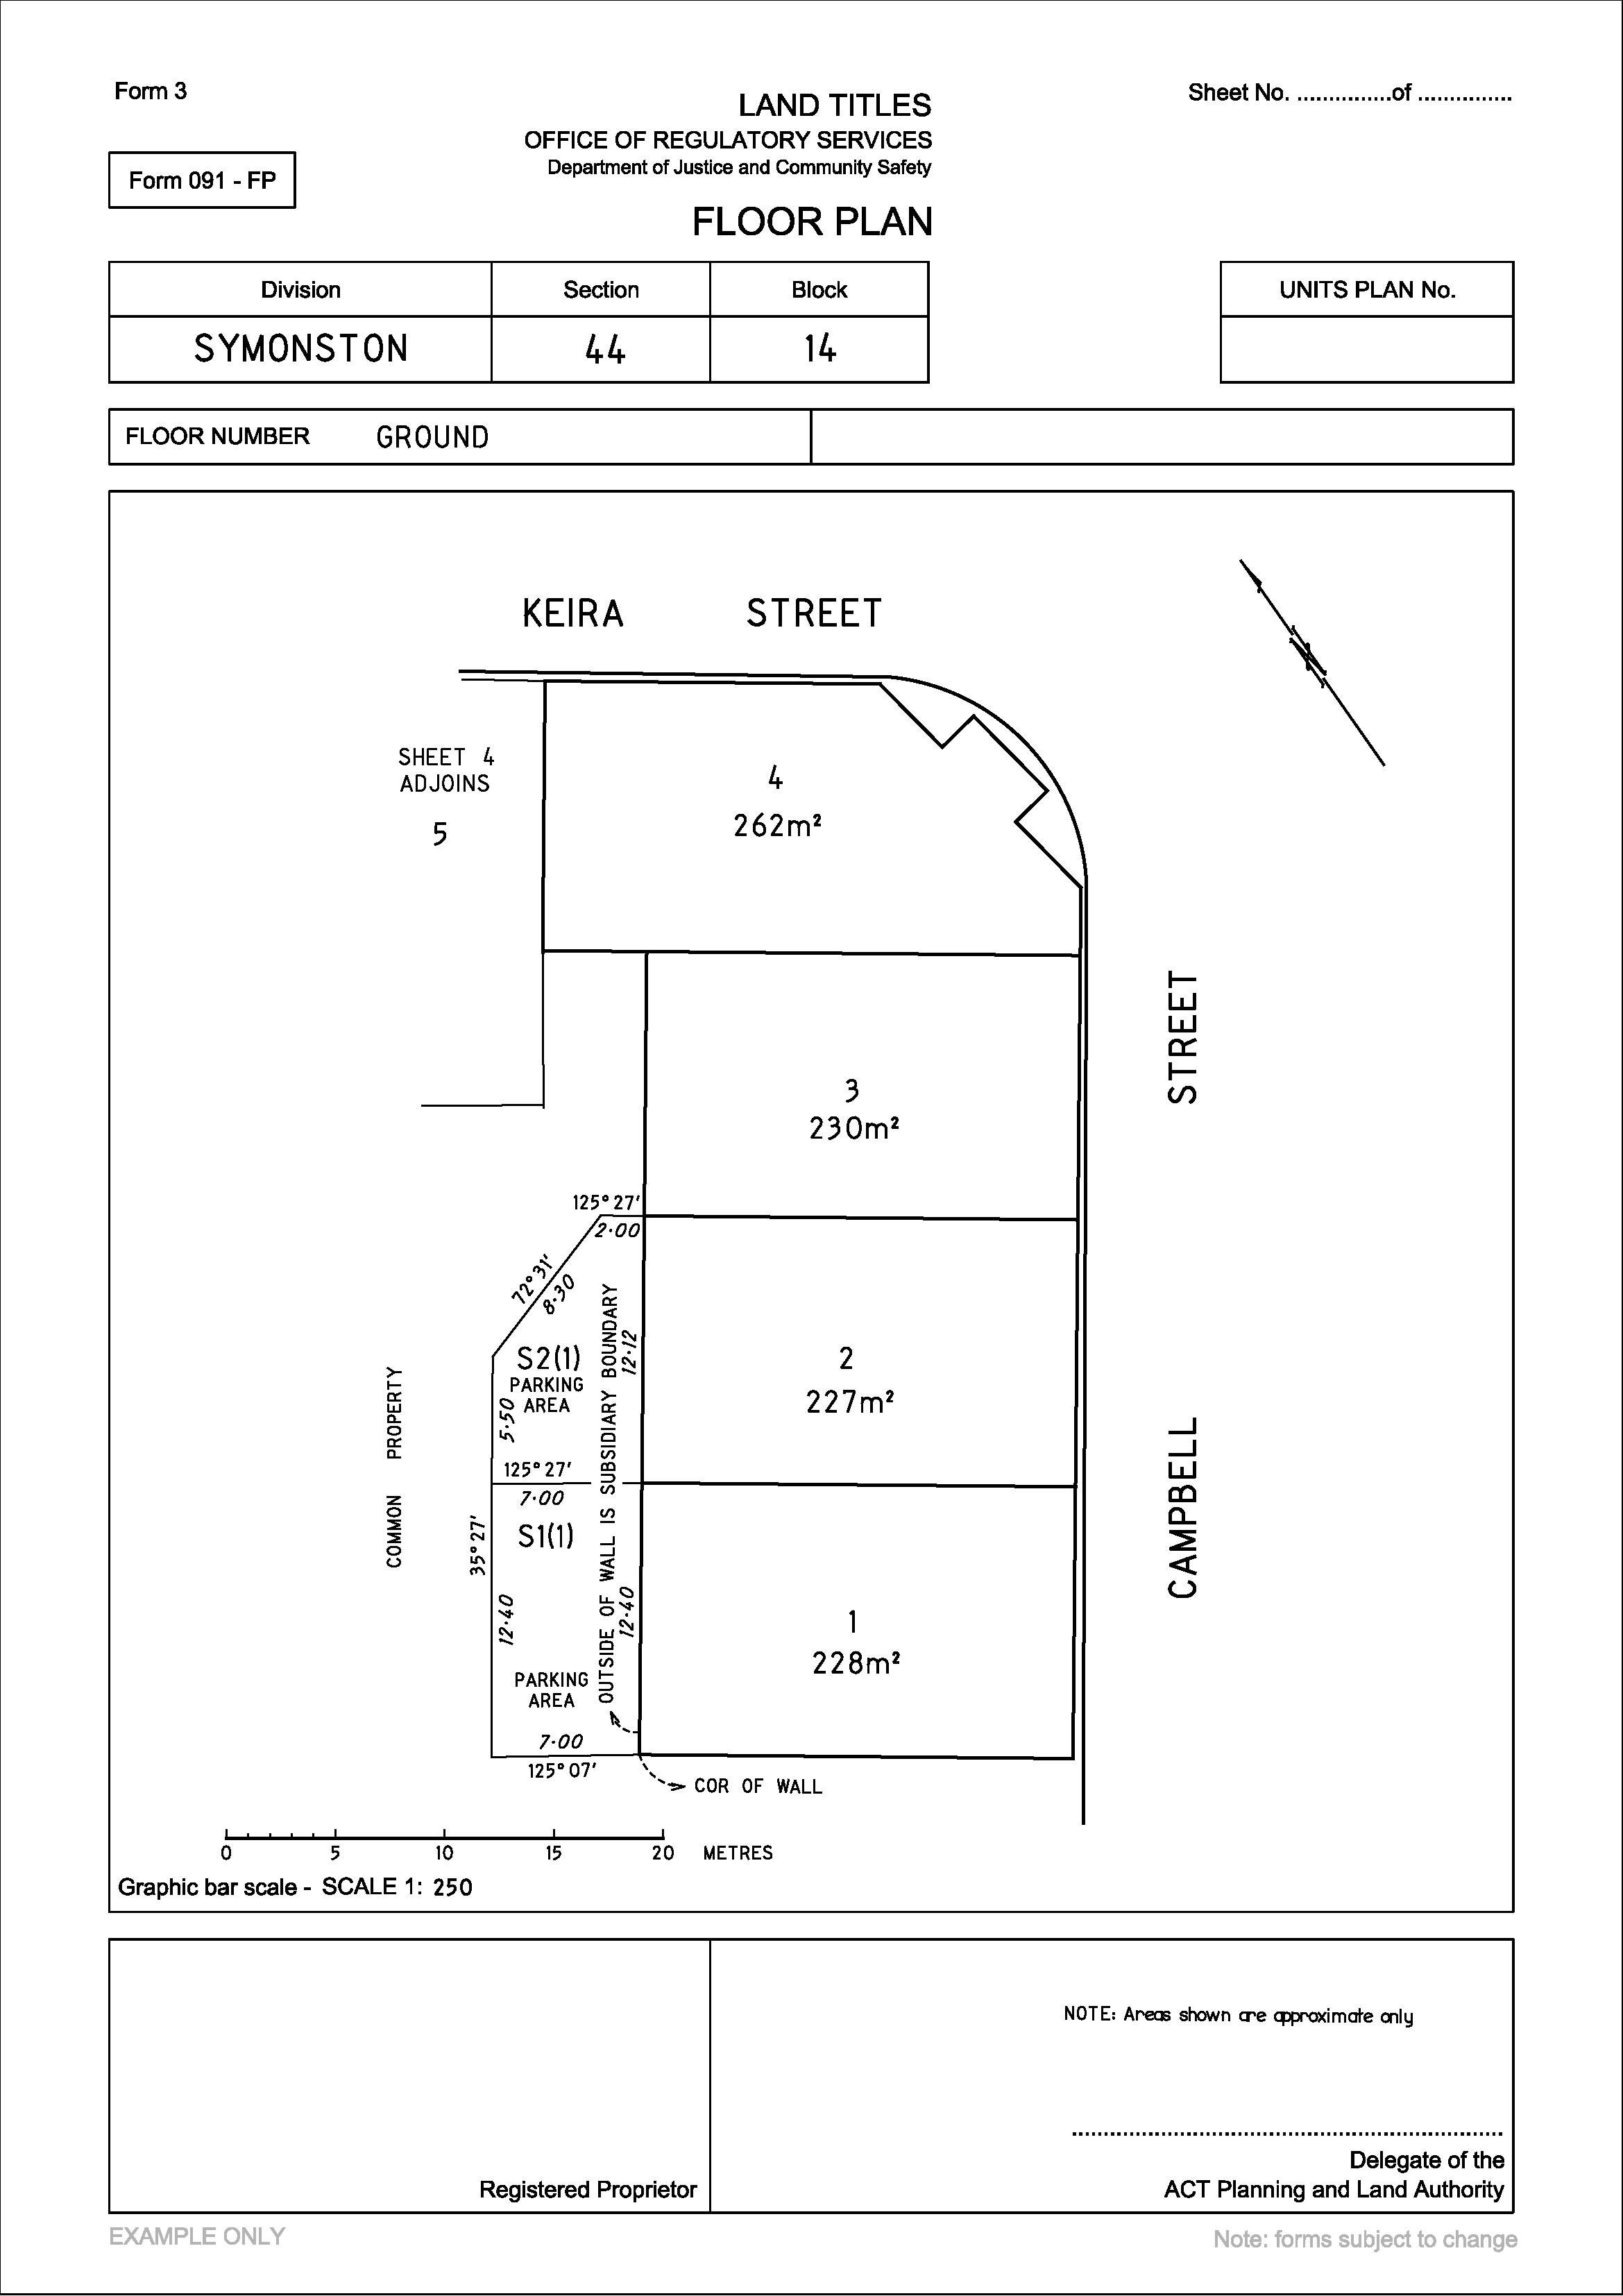 Form 3
Sheet No. ...............of ...............
LAND TITLES
OFFICE OF REGULATORY SERVICES
Department of Justice and Community Safety
Form 091 - FP
FLOOR PLAN
Division Section Block
UNITS PLAN No.
SYMONSTON 44 14
FLOOR NUMBER GROUND
KEIRA STREET
N
SHEET 4
ADJOINS
5
4
262m²
3
230m²
STREET
CAMPBELL
125°27'
2·00
72°31'
8·30
S2(1)
PARKING
AREA
5·50
12·12
OUTSIDE OF WALL IS SUBSIDIARY BOUNDARY
2
227m²
COMMON PROPERTY
125°27'
7·00
S1(1)
35°27'
12·40
12·40
1
228m²
PARKING
AREA
7·00
125°07'
COR OF WALL
0 5 10 15 20 METRES
Graphic bar scale - SCALE 1: 250
NOTE: Areas shown are approximate only
Delegate of the
Registered Proprietor
ACT Planning and Land Authority
EXAMPLE ONLY
Note: forms subject to change